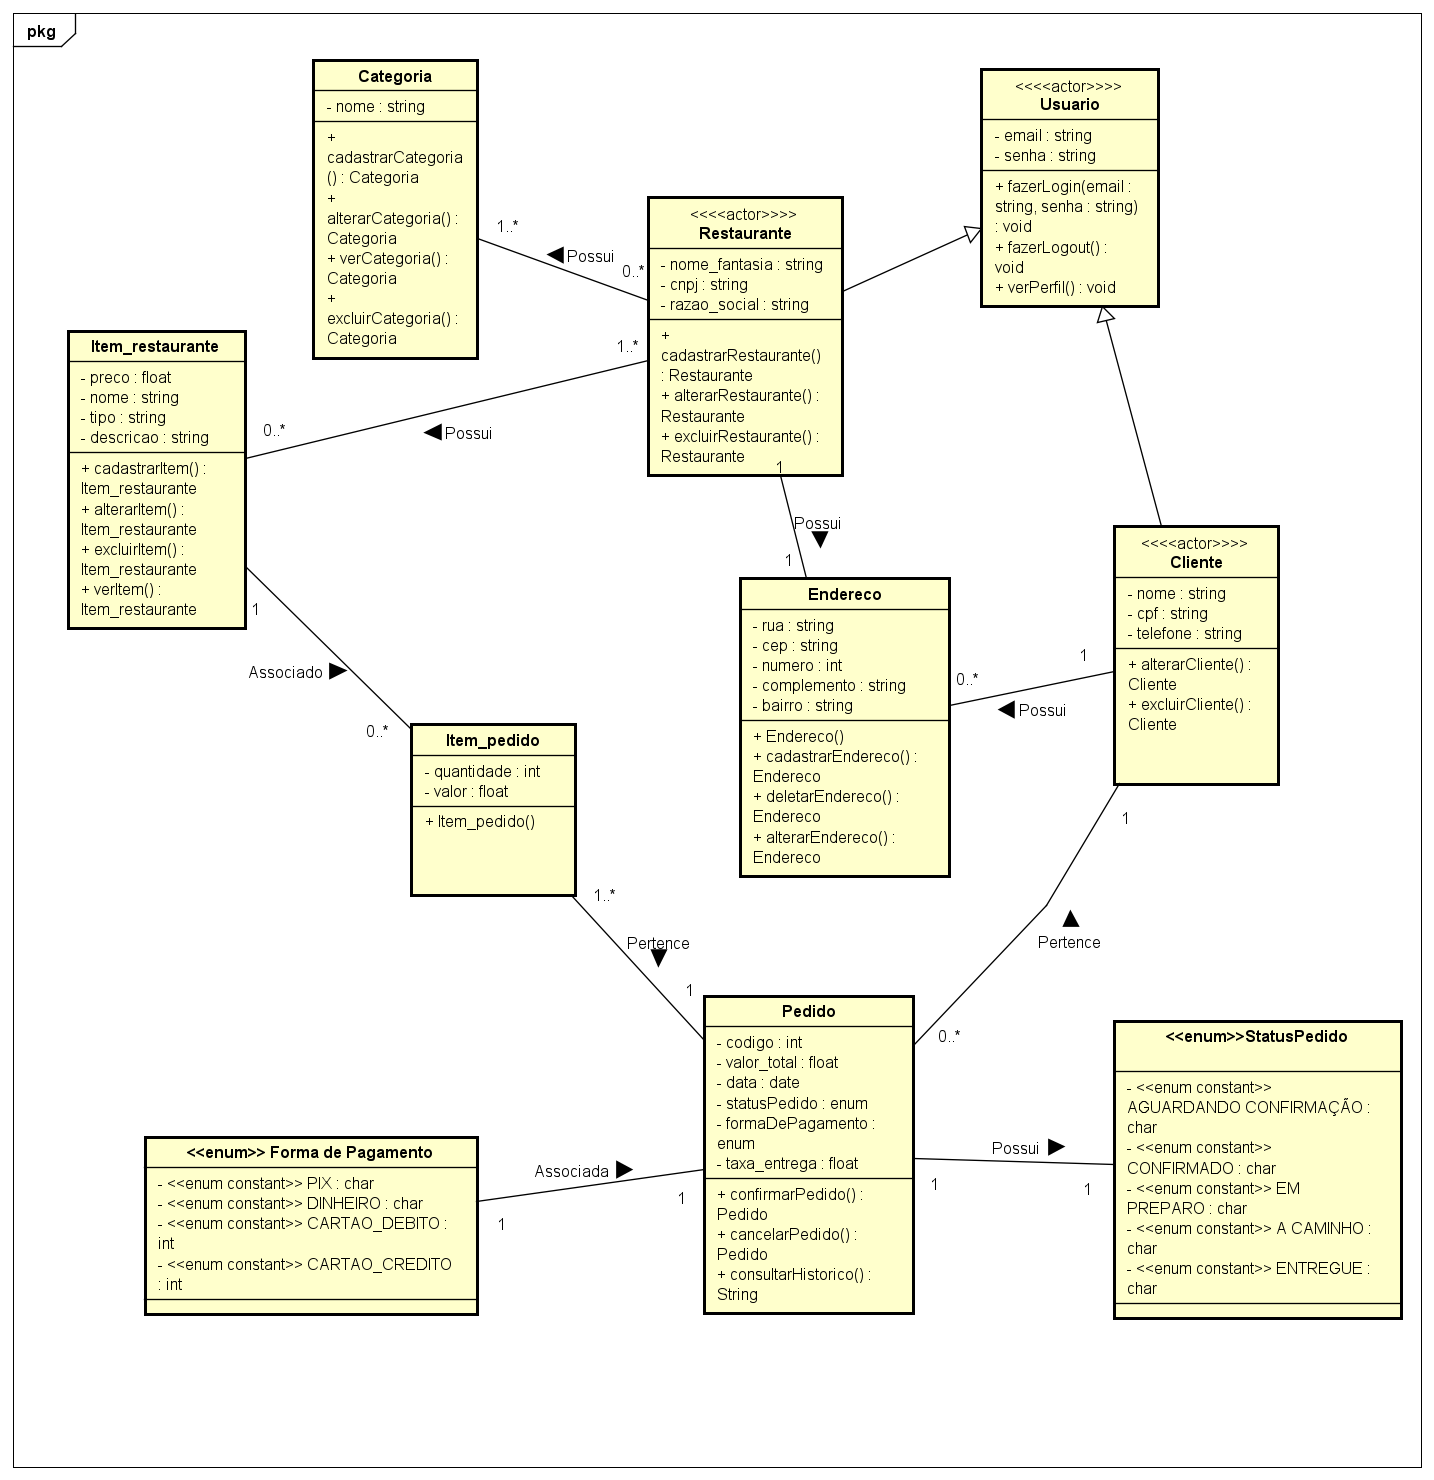 pkg
Categoria
- nome : string
+
cadastrarCategoria
() : Categoria
+
alterarCategoria() :
Categoria
+ verCategoria() :
Categoria
+
excluirCategoria() :
Categoria
<<<<actor>>>>
Usuario
- email : string
- senha : string
+ fazerLogin(email :
string, senha : string)
: void
+ fazerLogout() :
void
+ verPerfil() : void
1..*
Possui
0..*
<<<<actor>>>>
Restaurante
- nome_fantasia : string
- cnpj : string
- razao_social : string
+
cadastrarRestaurante()
: Restaurante
+ alterarRestaurante() :
Restaurante
+ excluirRestaurante() :
Restaurante
1..*
0..*
Possui
Item_restaurante
- preco : float
- nome : string
- tipo : string
- descricao : string
+ cadastrarItem() :
Item_restaurante
+ alterarItem() :
Item_restaurante
+ excluirItem() :
Item_restaurante
+ verItem() :
Item_restaurante
1
Possui
1
Endereco
- rua : string
- cep : string
- numero : int
- complemento : string
- bairro : string
+ Endereco()
+ cadastrarEndereco() :
Endereco
+ deletarEndereco() :
Endereco
+ alterarEndereco() :
Endereco
<<<<actor>>>>
Cliente
- nome : string
- cpf : string
- telefone : string
+ alterarCliente() :
Cliente
+ excluirCliente() :
Cliente
1
0..*
Possui
1
Associado
0..*
Item_pedido
- quantidade : int
- valor : float
+ Item_pedido()
1..*
Pertence
1
1
Pertence
0..*
Pedido
- codigo : int
- valor_total : float
- data : date
- statusPedido : enum
- formaDePagamento :
enum
- taxa_entrega : float
+ confirmarPedido() :
Pedido
+ cancelarPedido() :
Pedido
+ consultarHistorico() :
String
<<enum>>StatusPedido
- <<enum constant>>
AGUARDANDO CONFIRMAÇÃO :
char
- <<enum constant>>
CONFIRMADO : char
- <<enum constant>> EM
PREPARO : char
- <<enum constant>> A CAMINHO :
char
- <<enum constant>> ENTREGUE :
char
Possui
1
1
<<enum>> Forma de Pagamento
- <<enum constant>> PIX : char
- <<enum constant>> DINHEIRO : char
- <<enum constant>> CARTAO_DEBITO :
int
- <<enum constant>> CARTAO_CREDITO
: int
Associada
1
1